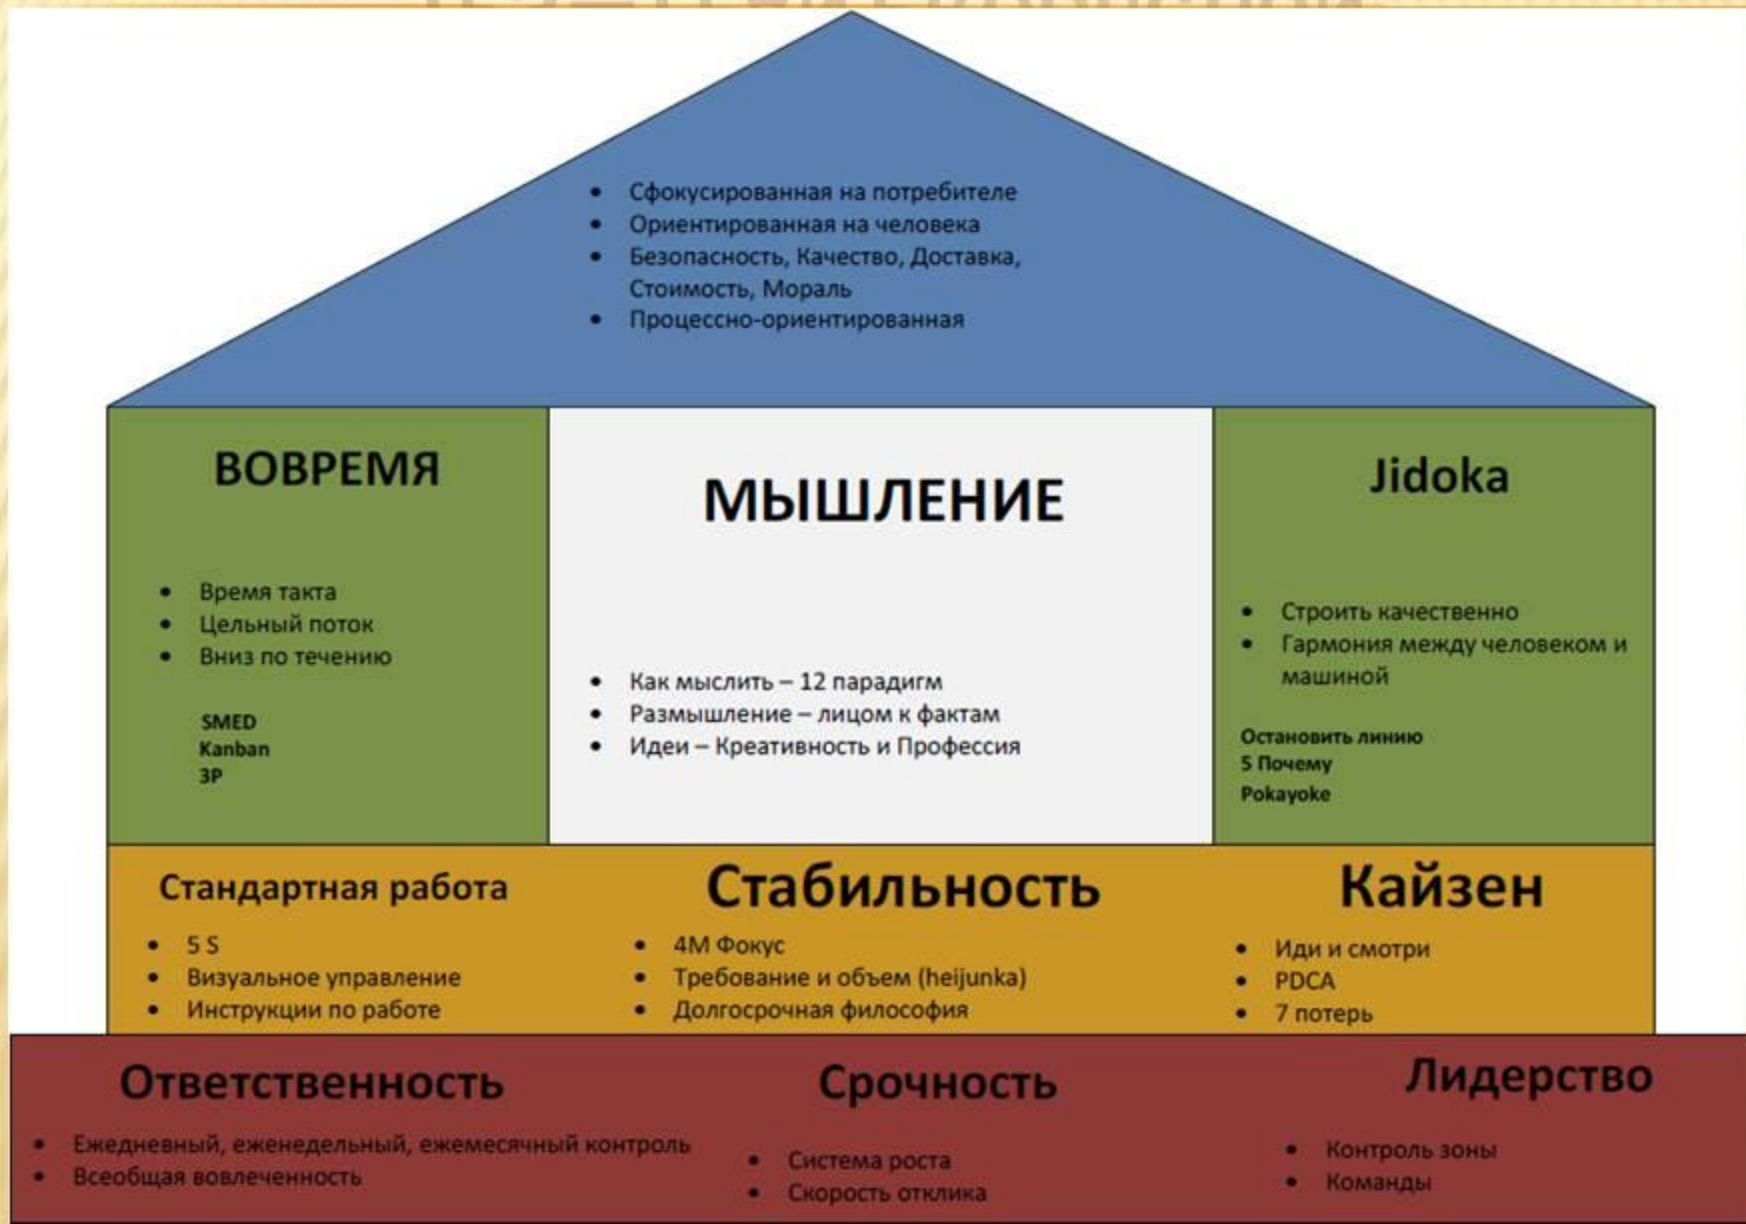 • Сфокусированная на потребителе
• Ориентированная на человека
• Безопасность, Качество, Доставка,
Стоимость, Мораль
• Процессно-ориентированная
ВОВРЕМЯ
• Время такта
• Цельный поток
• Вниз по течению
SMED
Kanban
3P
МЫШЛЕНИЕ
• Как мыслить – 12 парадигм
• Размышление – лицом к фактам
• Идеи – Креативность и Профессия
Jidoka
• Строить качественно
• Гармония между человеком и
машиной
Остановить линию
5 Почему
Pokayoke
Стандартная работа
• 5 S
• Визуальное управление
• Инструкции по работе
Стабильность
• 4М Фокус
• Требование и объем (heijunka)
• Долгосрочная философия
Кайзен
• Иди и смотри
• PDCA
• 7 потерь
Ответственность
• Ежедневный, еженедельный, ежемесячный контроль
• Всеобщая вовлеченность
Срочность
• Система роста
• Скорость отклика
Лидерство
• Контроль зоны
• Команды